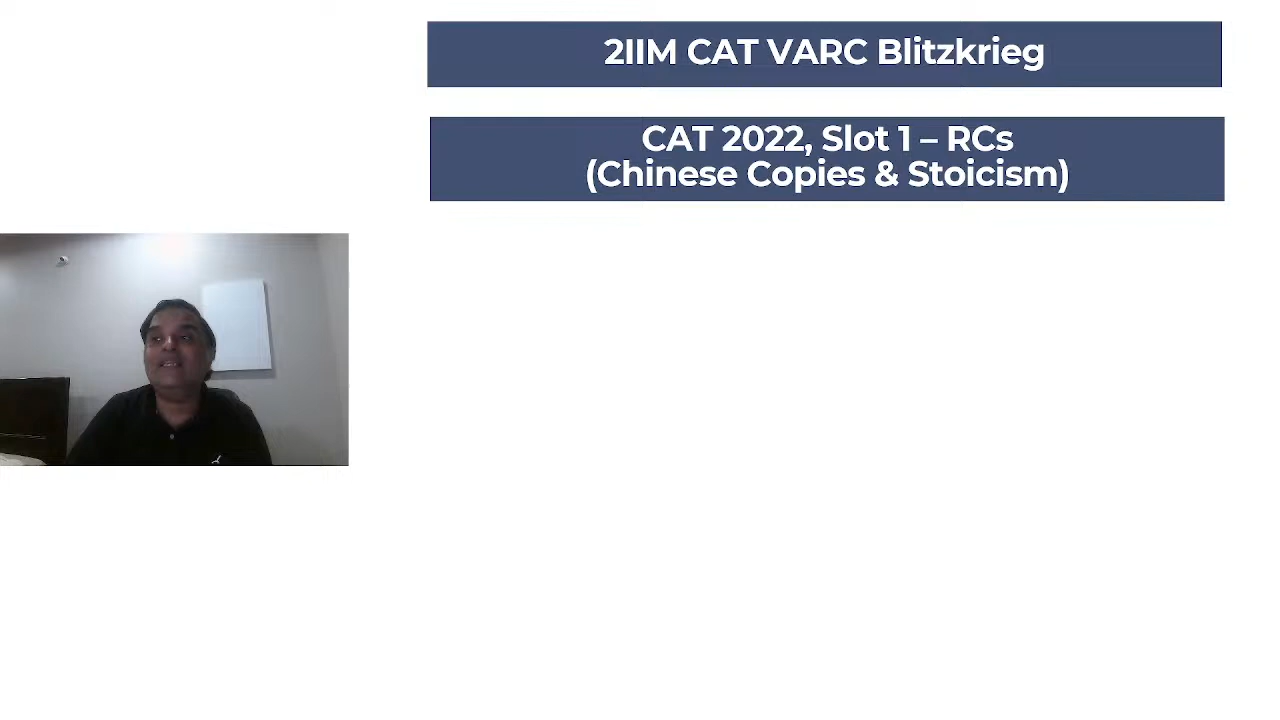 2IIM CAT VARC Blitzkrieg
CAT 2022, Slot 1 – RCs
(Chinese Copies & Stoicism)